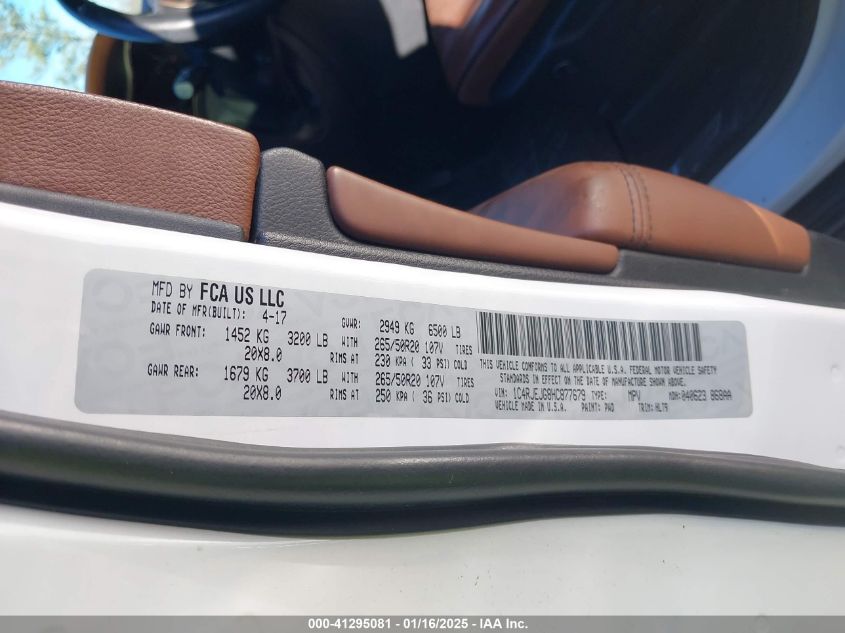 MFD BY FCA US LLC
DATE OF MFR(BUILT): 4-17 GVWR: 2949 KG 6500 LB
GAWR FRONT: 1452 KG 3200 LB WITH 265/50R20 107V TIRES
20X8.0 RIMS AT 230 KPA ( 33 PSI) COLD
GAWR REAR: 1679 KG 3700 LB WITH 265/50R20 107V TIRES
20X8.0 RIMS AT 250 KPA ( 36 PSI) COLD
THIS VEHICLE CONFORMS TO ALL APPLICABLE U.S.A. FEDERAL MOTOR VEHICLE SAFETY
STANDARDS IN EFFECT ON THE DATE OF MANUFACTURE SHOWN ABOVE.
VIN: 1C4RJEJG8HC877679 TYPE: MPV MDH: 040623 868AA
VEHICLE MADE IN U.S.A. PAINT: PAD TRIM: HLT9
000-41295081 - 01/16/2025 - IAA Inc.